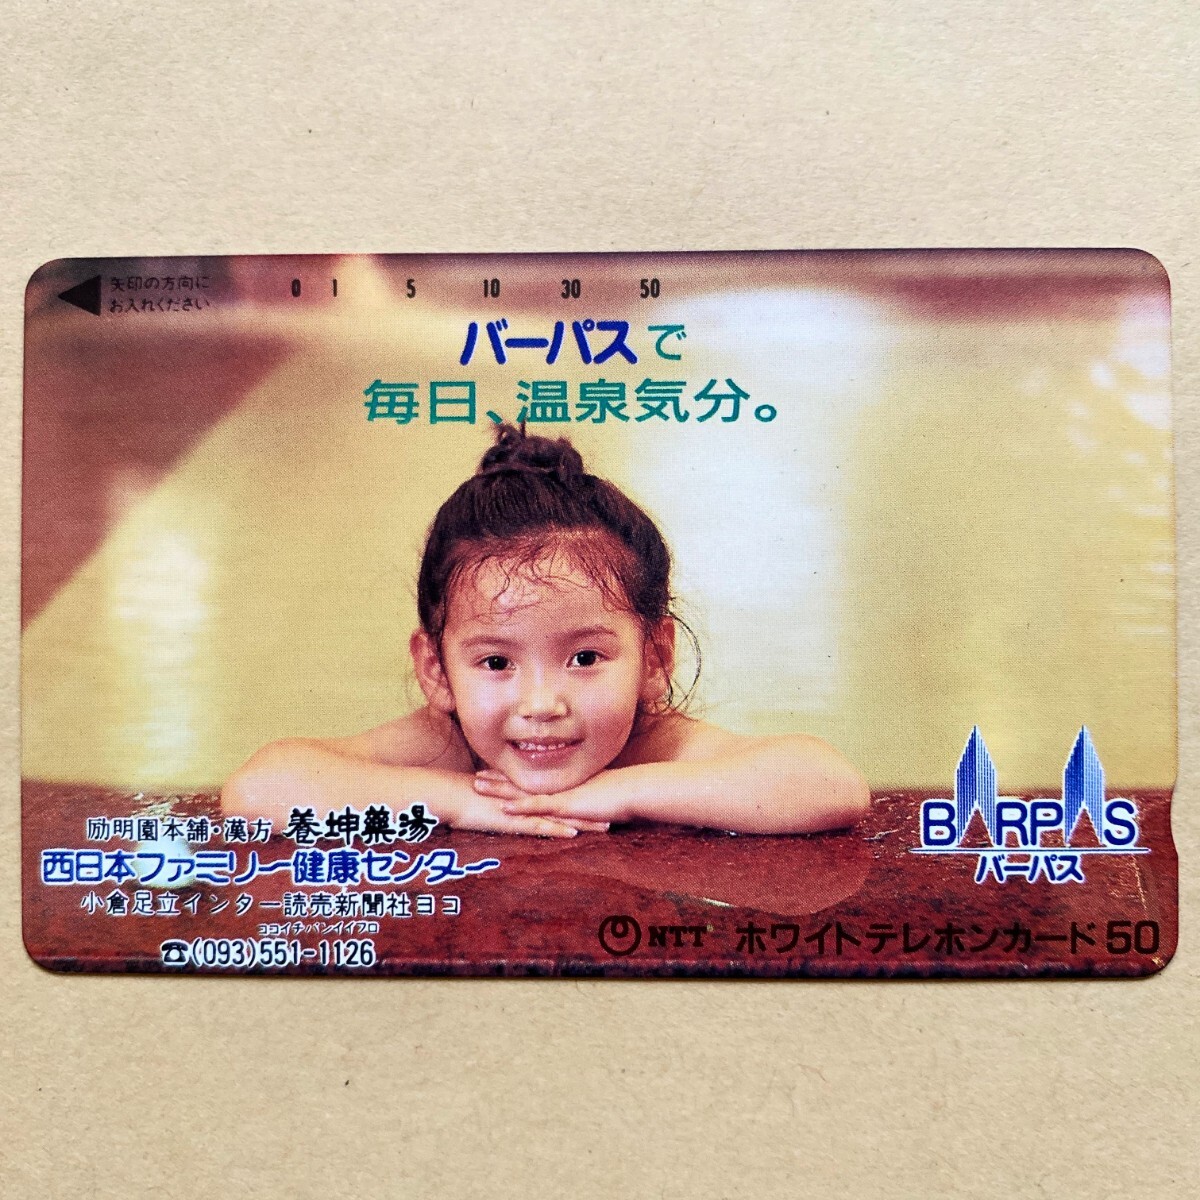 矢印の方向に
お入れください
0 1 5 10 30 50
バーパスで
毎日、温泉気分。
励明園本舗・漢方 養坤薬湯
西日本ファミリー健康センター
小倉足立インター読売新聞社ヨコ
ココイチバンイイフロ
☎(093)551-1126
BARPAS
バーパス
NTT ホワイトテレホンカード50